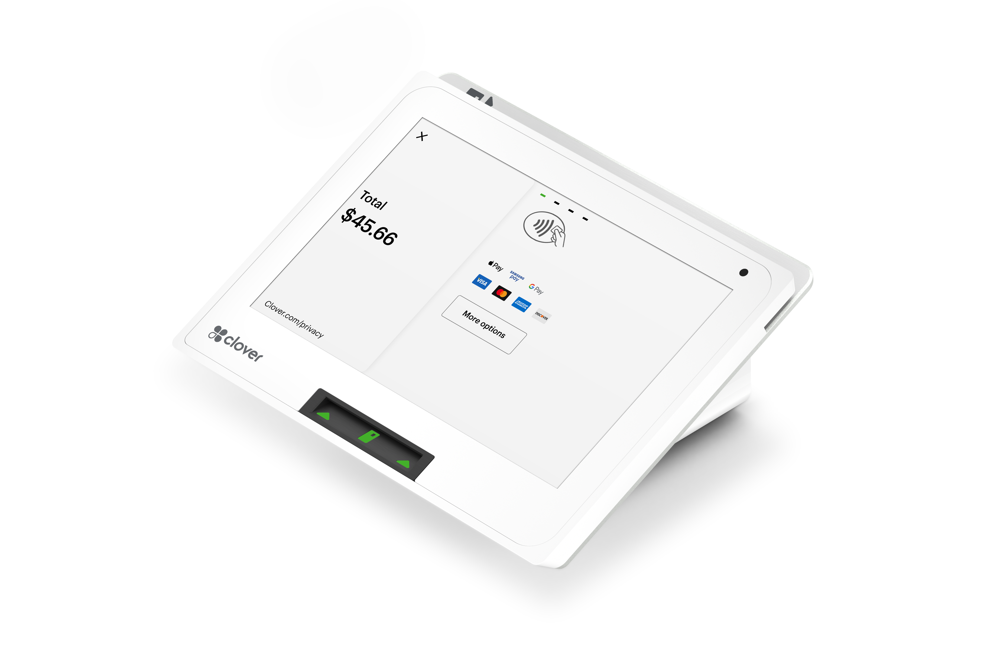 Total
$45.66
Clover.com/privacy
Pay
SAMSUNG
pay
G Pay
VISA
AMEX
DISCOVER
More options
clover